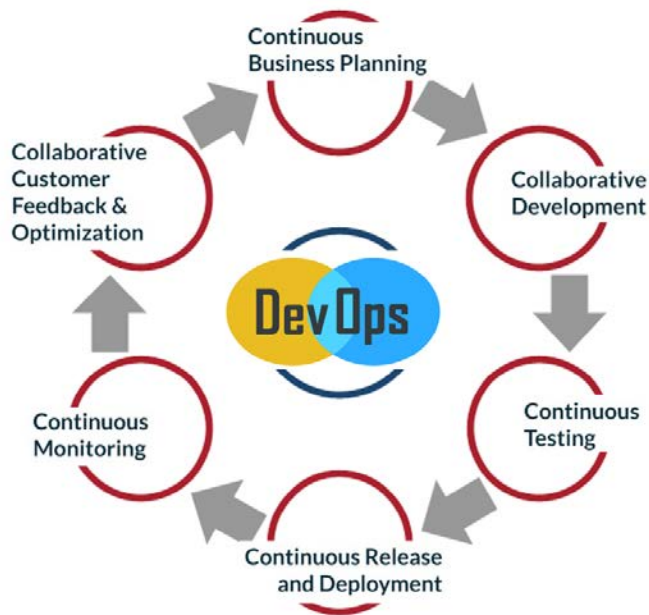 Continuous
Business Planning
Collaborative
Development
Continuous
Testing
Continuous Release
and Deployment
Continuous
Monitoring
Collaborative
Customer
Feedback &
Optimization
DevOps